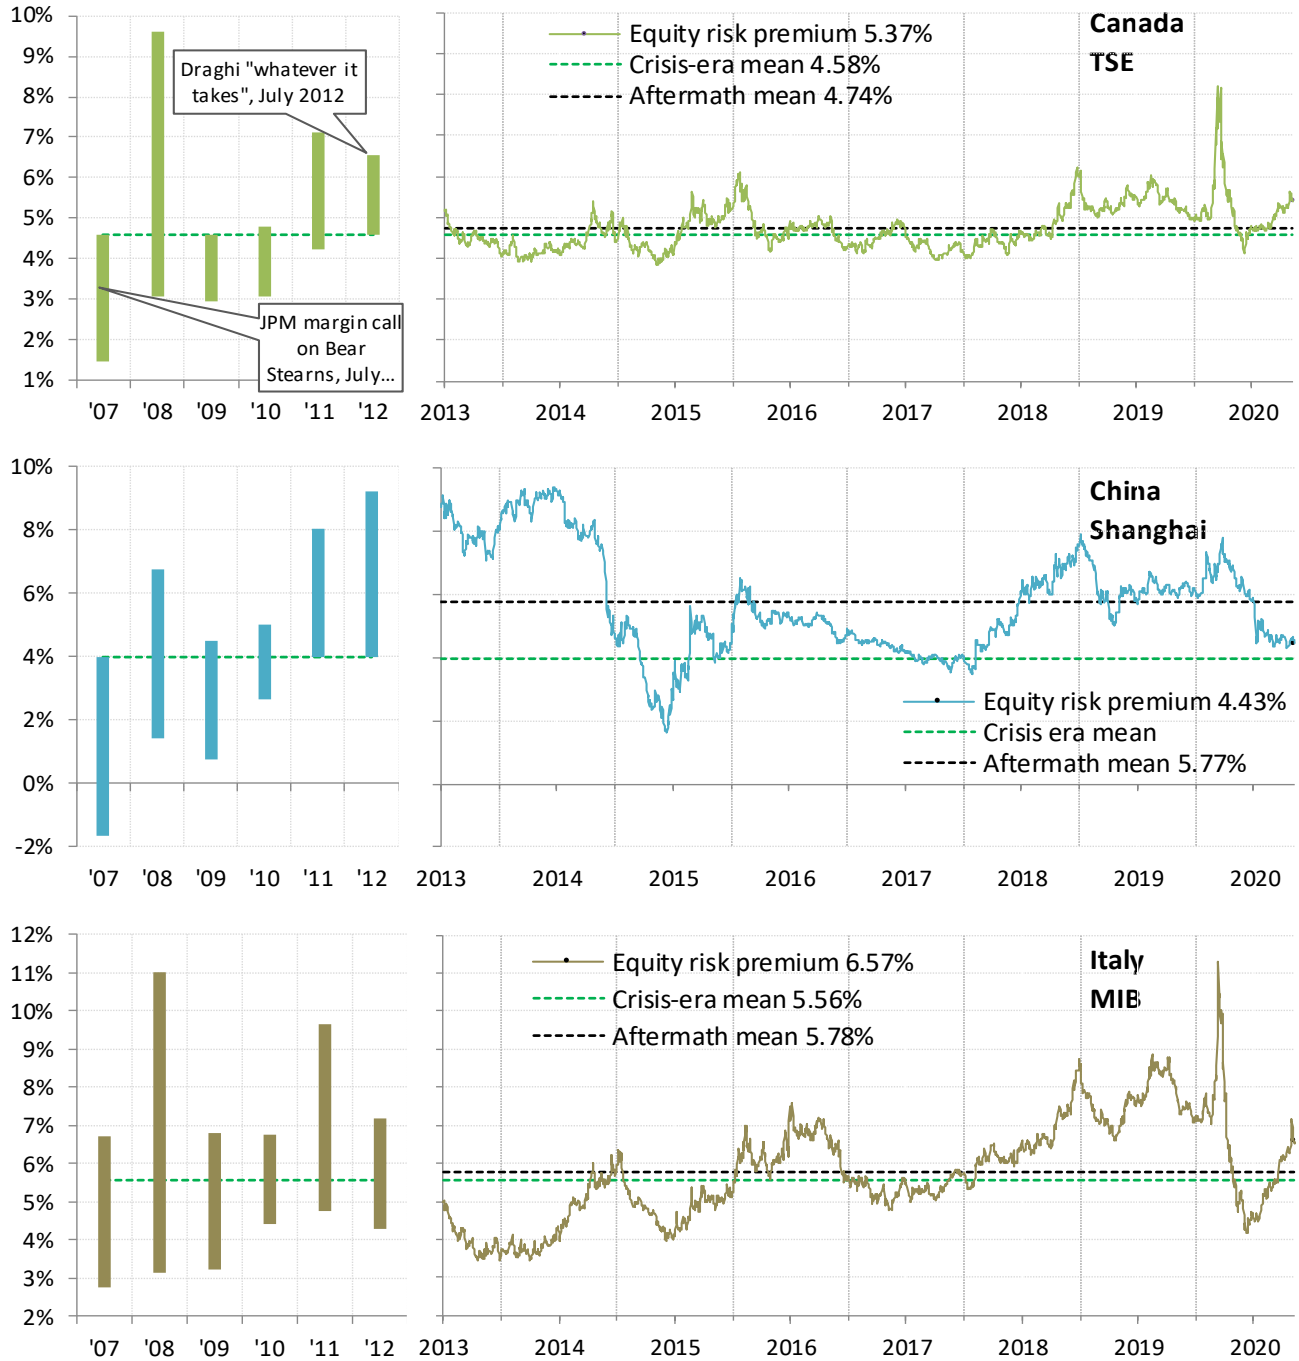 10%
9%
8%
7%
6%
5%
4%
3%
2%
1%
Draghi "whatever it
takes", July 2012
JPM margin call
on Bear
Stearns, July...
'07 '08 '09 '10 '11 '12
Equity risk premium 5.37%
Crisis-era mean 4.58%
Aftermath mean 4.74%
Canada
TSE
2013 2014 2015 2016 2017 2018 2019 2020
10%
8%
6%
4%
2%
0%
-2%
'07 '08 '09 '10 '11 '12
China
Shanghai
Equity risk premium 4.43%
Crisis era mean
Aftermath mean 5.77%
2013 2014 2015 2016 2017 2018 2019 2020
12%
11%
10%
9%
8%
7%
6%
5%
4%
3%
2%
'07 '08 '09 '10 '11 '12
Equity risk premium 6.57%
Crisis-era mean 5.56%
Aftermath mean 5.78%
Italy
MIB
2013 2014 2015 2016 2017 2018 2019 2020